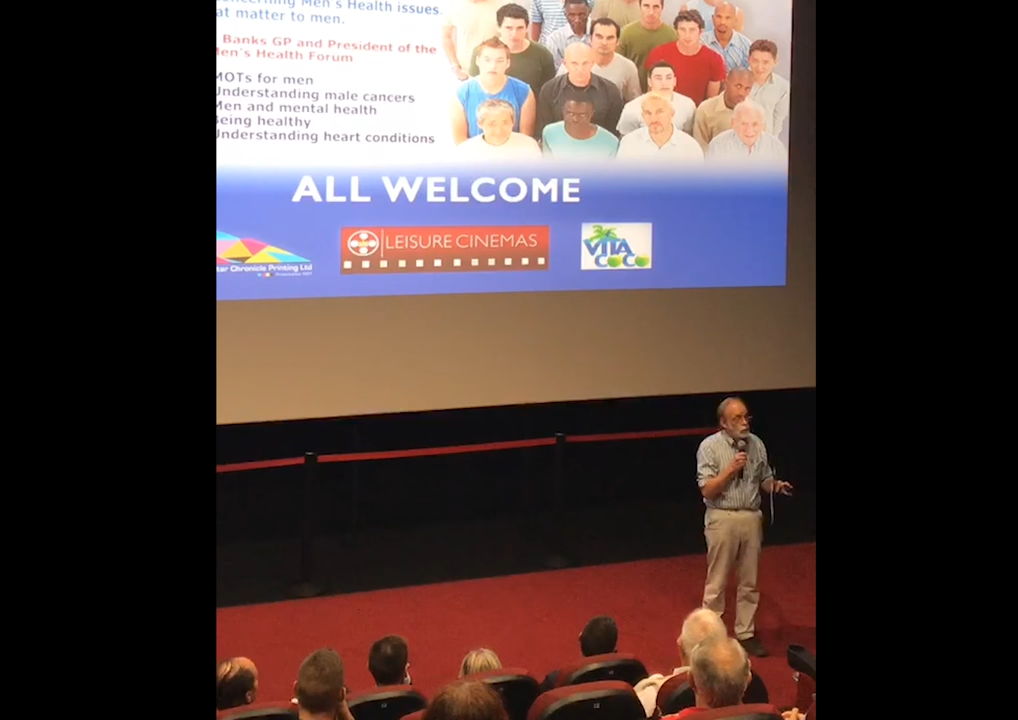 oncerning Men's Health issues
at matter to men.
Banks GP and President of the
Men's Health Forum
MOTs for men
Understanding male cancers
Men and mental health
Being healthy
Understanding heart conditions
ALL WELCOME
tar Chronicle Printing Ltd
LEISURE CINEMAS
VITA
COCO